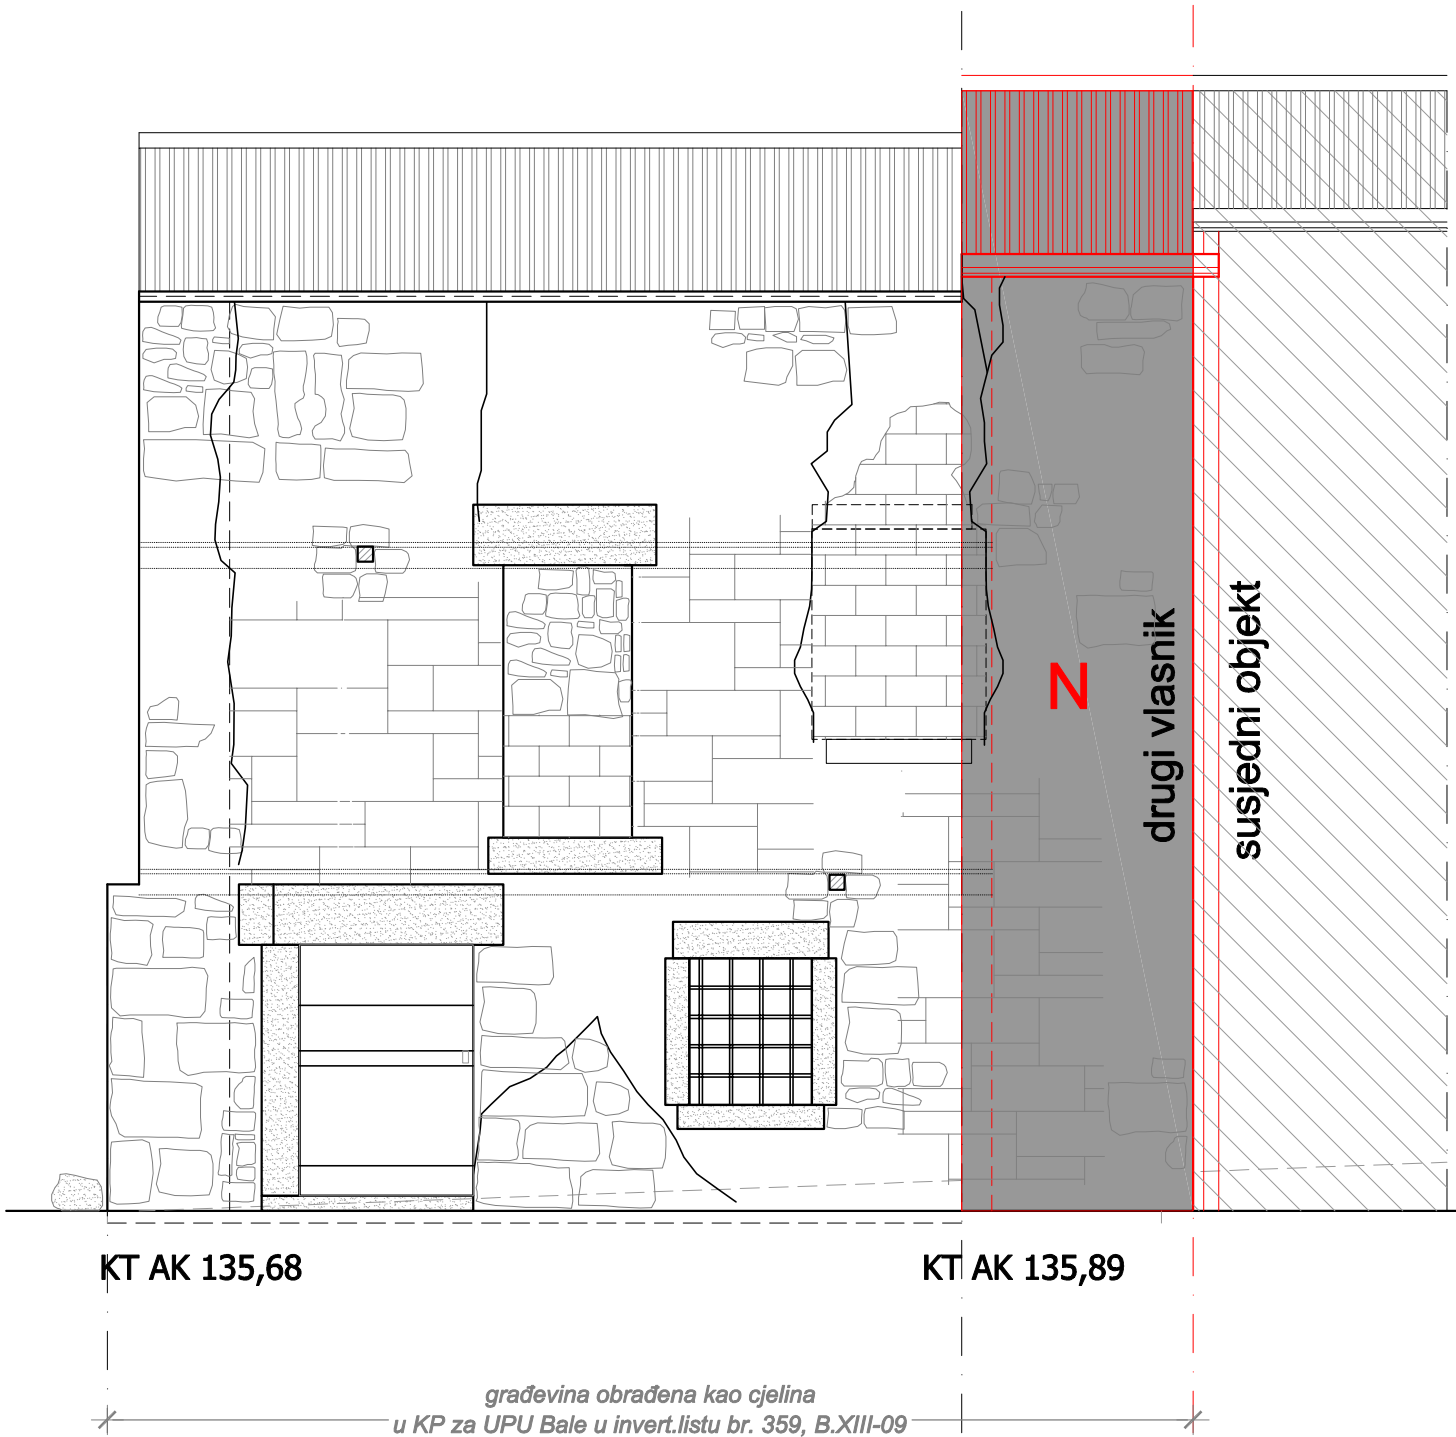 N
drugi vlasnik
susjedni objekt
KT AK 135,68
KT AK 135,89
građevina obrađena kao cjelina
u KP za UPU Bale u invert.listu br. 359, B.XIII-09